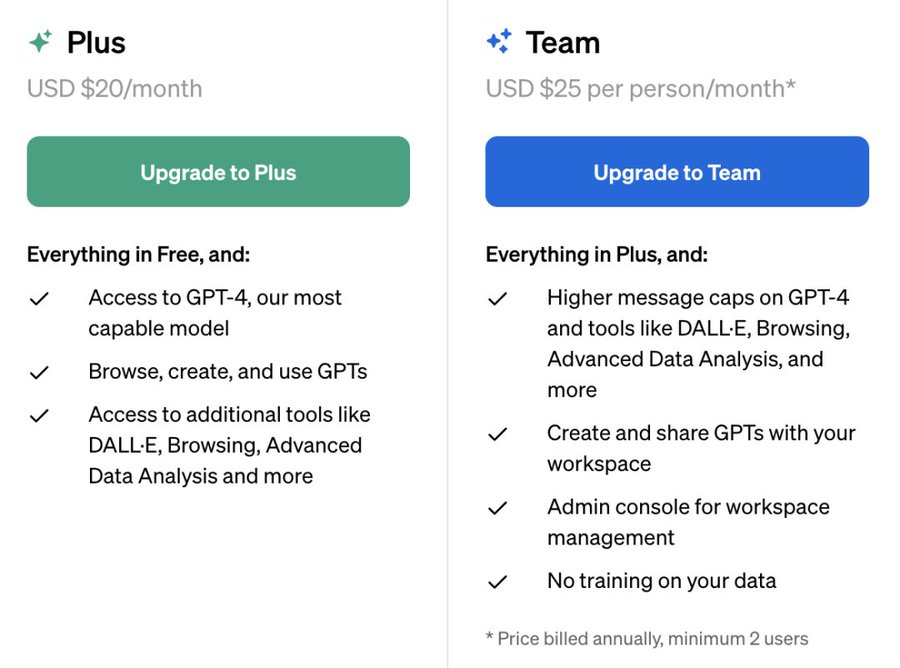 Plus
USD $20/month
Upgrade to Plus
Everything in Free, and:
Access to GPT-4, our most
capable model
Browse, create, and use GPTs
Access to additional tools like
DALL·E, Browsing, Advanced
Data Analysis and more
Team
USD $25 per person/month*
Upgrade to Team
Everything in Plus, and:
Higher message caps on GPT-4
and tools like DALL·E, Browsing,
Advanced Data Analysis, and
more
Create and share GPTs with your
workspace
Admin console for workspace
management
No training on your data
* Price billed annually, minimum 2 users